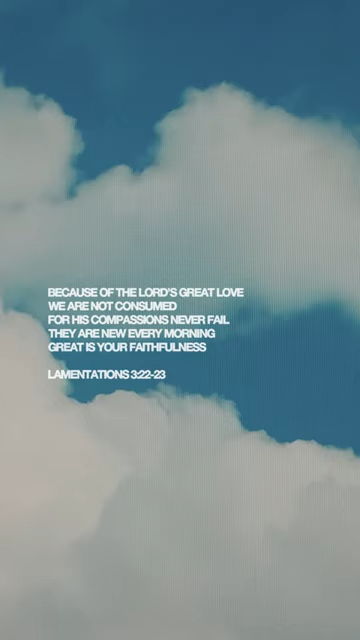 BECAUSE OF THE LORD'S GREAT LOVE
WE ARE NOT CONSUMED
FOR HIS COMPASSIONS NEVER FAIL
THEY ARE NEW EVERY MORNING
GREAT IS YOUR FAITHFULNESS
LAMENTATIONS 3:22-23